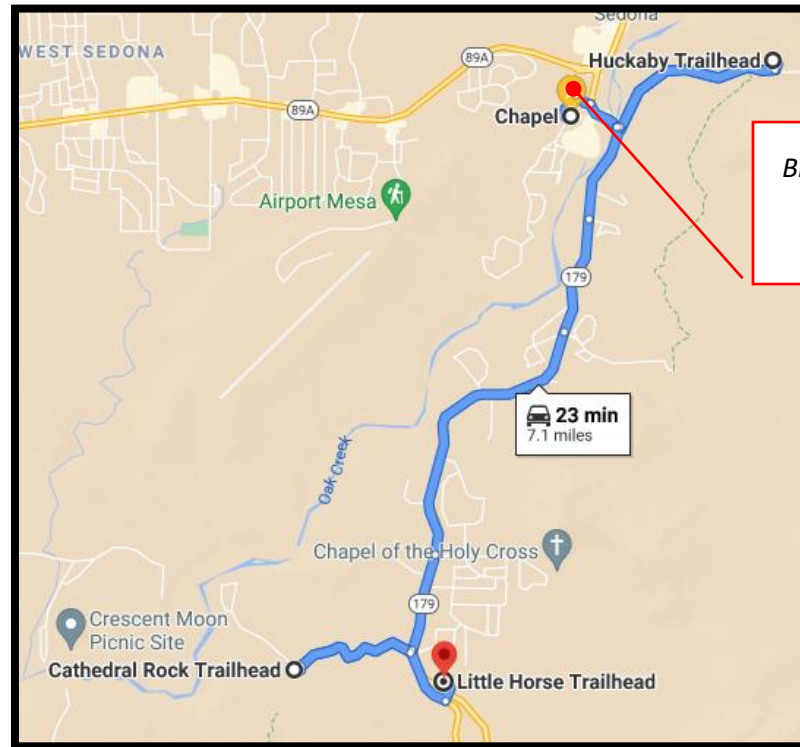 Sedona
WEST SEDONA
89A
Huckaby Trailhead
89A
Chapel
Airport Mesa
179
23 min
7.1 miles
Oak Creek
Chapel of the Holy Cross
179
Crescent Moon
Picnic Site
Cathedral Rock Trailhead
Little Horse Trailhead